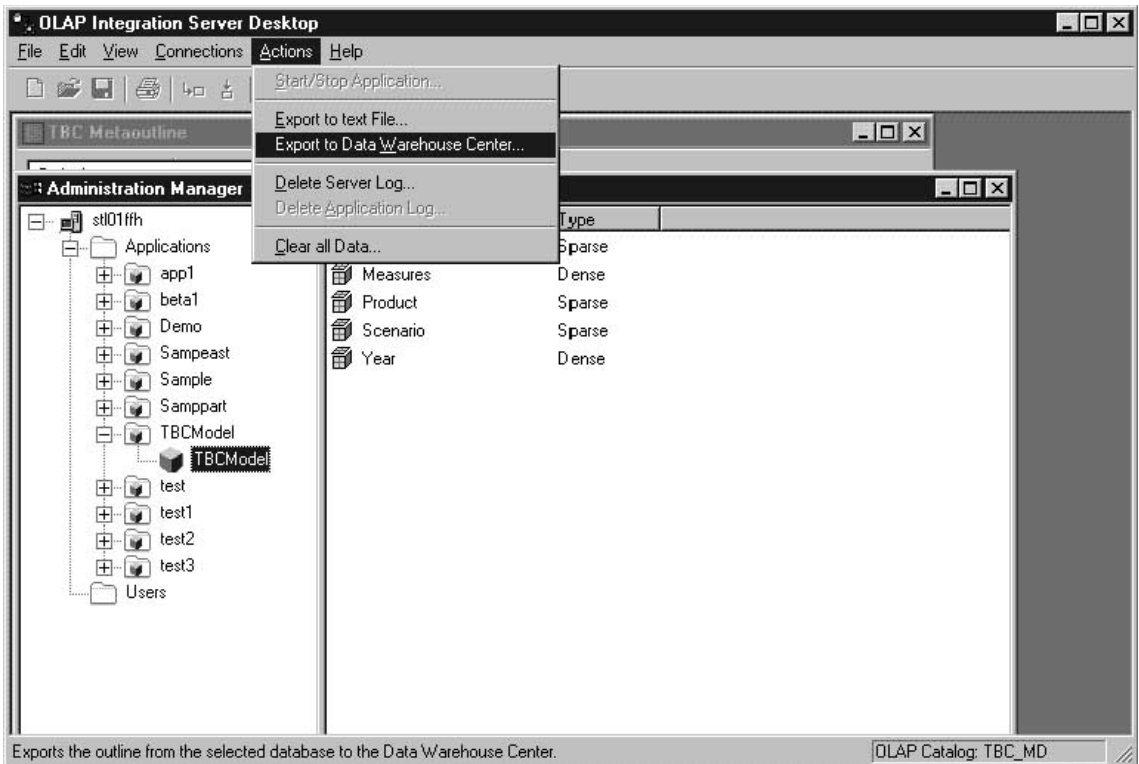 OLAP Integration Server Desktop
File Edit View Connections Actions Help
Start/Stop Application...
Export to text File...
Export to Data Warehouse Center...
Delete Server Log...
Delete Application Log...
Clear all Data...
TBC Metaoutline
Administration Manager
stl01ffh
Applications
app1
beta1
Demo
Sampeast
Sample
Samppart
TBCModel
TBCModel
test
test1
test2
test3
Users
Type
Sparse
Measures Dense
Product Sparse
Scenario Sparse
Year Dense
Exports the outline from the selected database to the Data Warehouse Center.
OLAP Catalog: TBC_MD